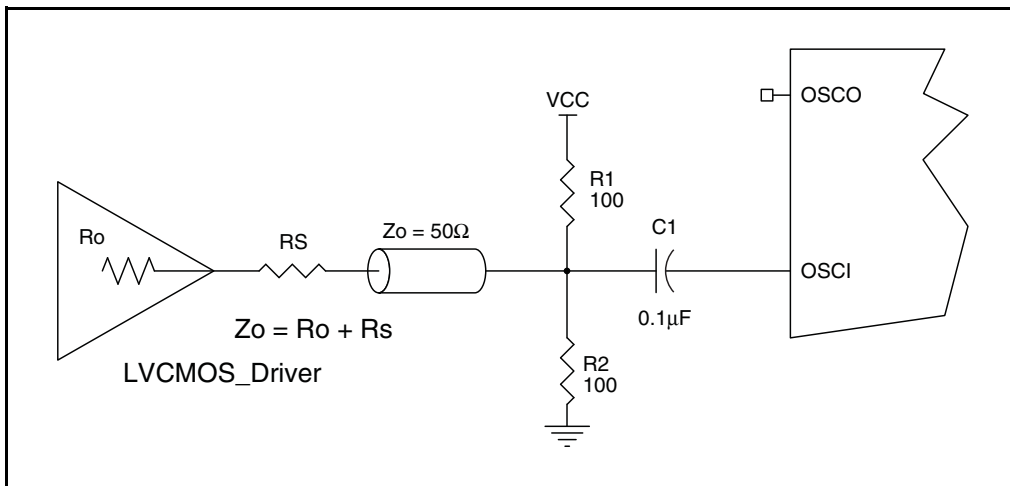 OSCO
VCC
R1
100
Ro
RS
Zo = 50Ω
C1
OSCI
0.1μF
Zo = Ro + Rs
R2
100
LVCMOS_Driver